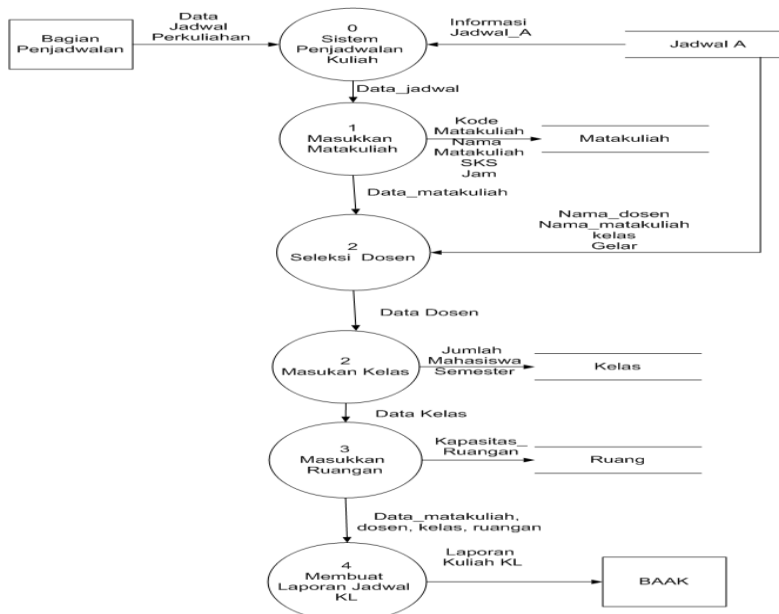 Bagian
Penjadwalan
Data
Jadwal
Perkuliahan
0
Sistem
Penjadwalan
Kuliah
Informasi
Jadwal_A
Jadwal A
Data_jadwal
1
Masukkan
Matakuliah
Kode
Matakuliah
Nama
Matakuliah
SKS
Jam
Matakuliah
Data_matakuliah
2
Seleksi Dosen
Nama_dosen
Nama_matakuliah
kelas
Gelar
Data Dosen
2
Masukan Kelas
Jumlah
Mahasiswa
Semester
Kelas
Data Kelas
3
Masukkan
Ruangan
Kapasitas_
Ruangan
Ruang
Data_matakuliah,
dosen, kelas, ruangan
4
Membuat
Laporan Jadwal
KL
Laporan
Kuliah KL
BAAK